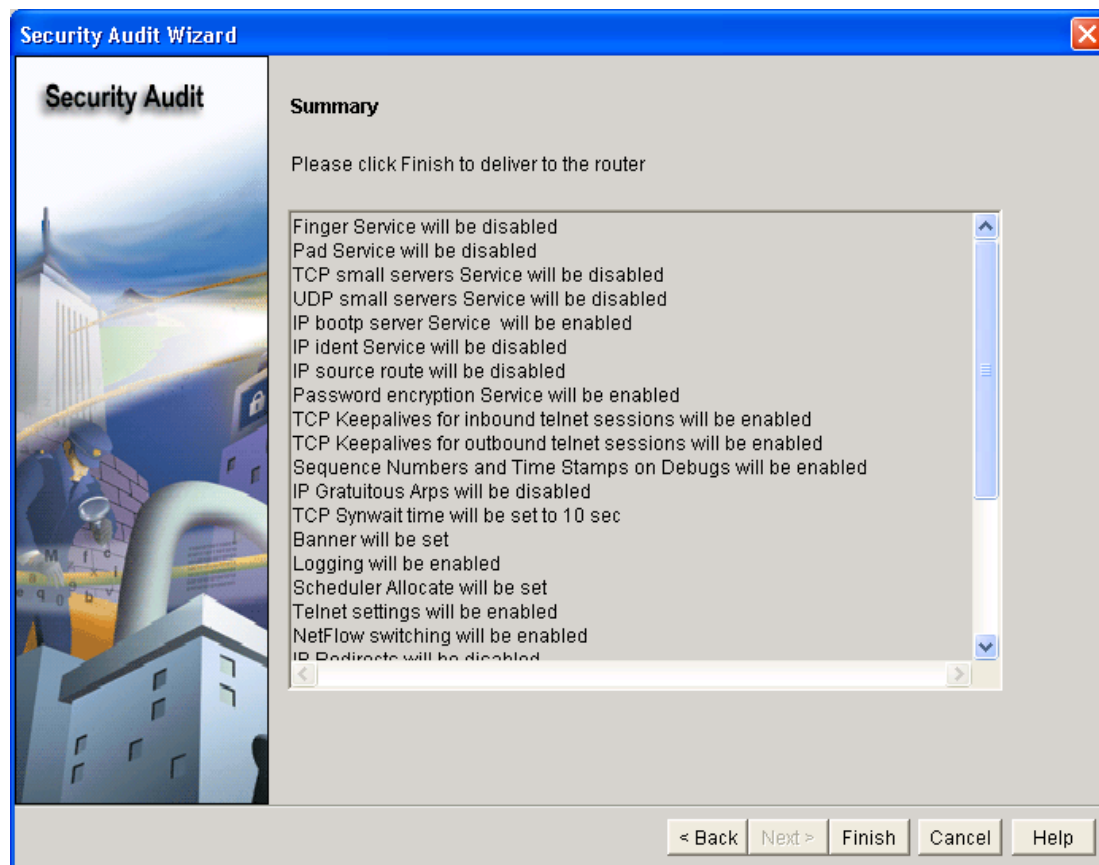 Security Audit Wizard
Security Audit
Summary
Please click Finish to deliver to the router
Finger Service will be disabled
Pad Service will be disabled
TCP small servers Service will be disabled
UDP small servers Service will be disabled
IP bootp server Service  will be enabled
IP ident Service will be disabled
IP source route will be disabled
Password encryption Service will be enabled
TCP Keepalives for inbound telnet sessions will be enabled
TCP Keepalives for outbound telnet sessions will be enabled
Sequence Numbers and Time Stamps on Debugs will be enabled
IP Gratuitous Arps will be disabled
TCP Synwait time will be set to 10 sec
Banner will be set
Logging will be enabled
Scheduler Allocate will be set
Telnet settings will be enabled
NetFlow switching will be enabled
IP Redirects will be disabled
< Back Next > Finish Cancel Help